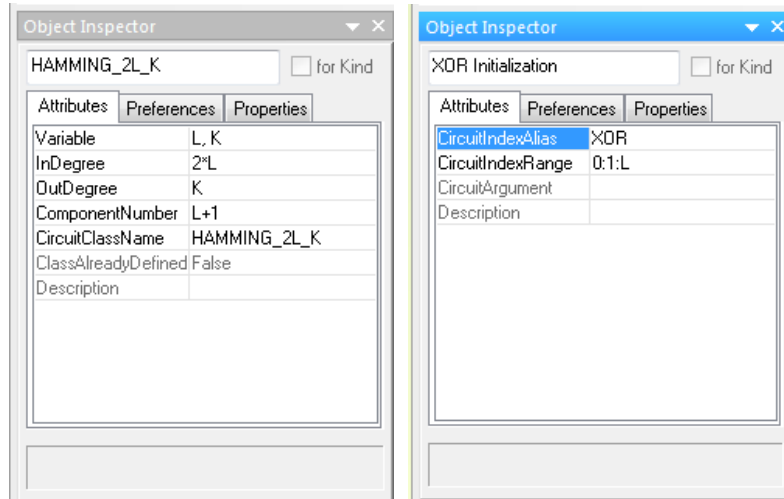 Object Inspector
HAMMING_2L_K
for Kind
Attributes Preferences Properties
Variable L, K
InDegree 2*L
OutDegree K
ComponentNumber L+1
CircuitClassName HAMMING_2L_K
ClassAlreadyDefined False
Description
Object Inspector
XOR Initialization
for Kind
Attributes Preferences Properties
CircuitIndexAlias XOR
CircuitIndexRange 0:1:L
CircuitArgument
Description